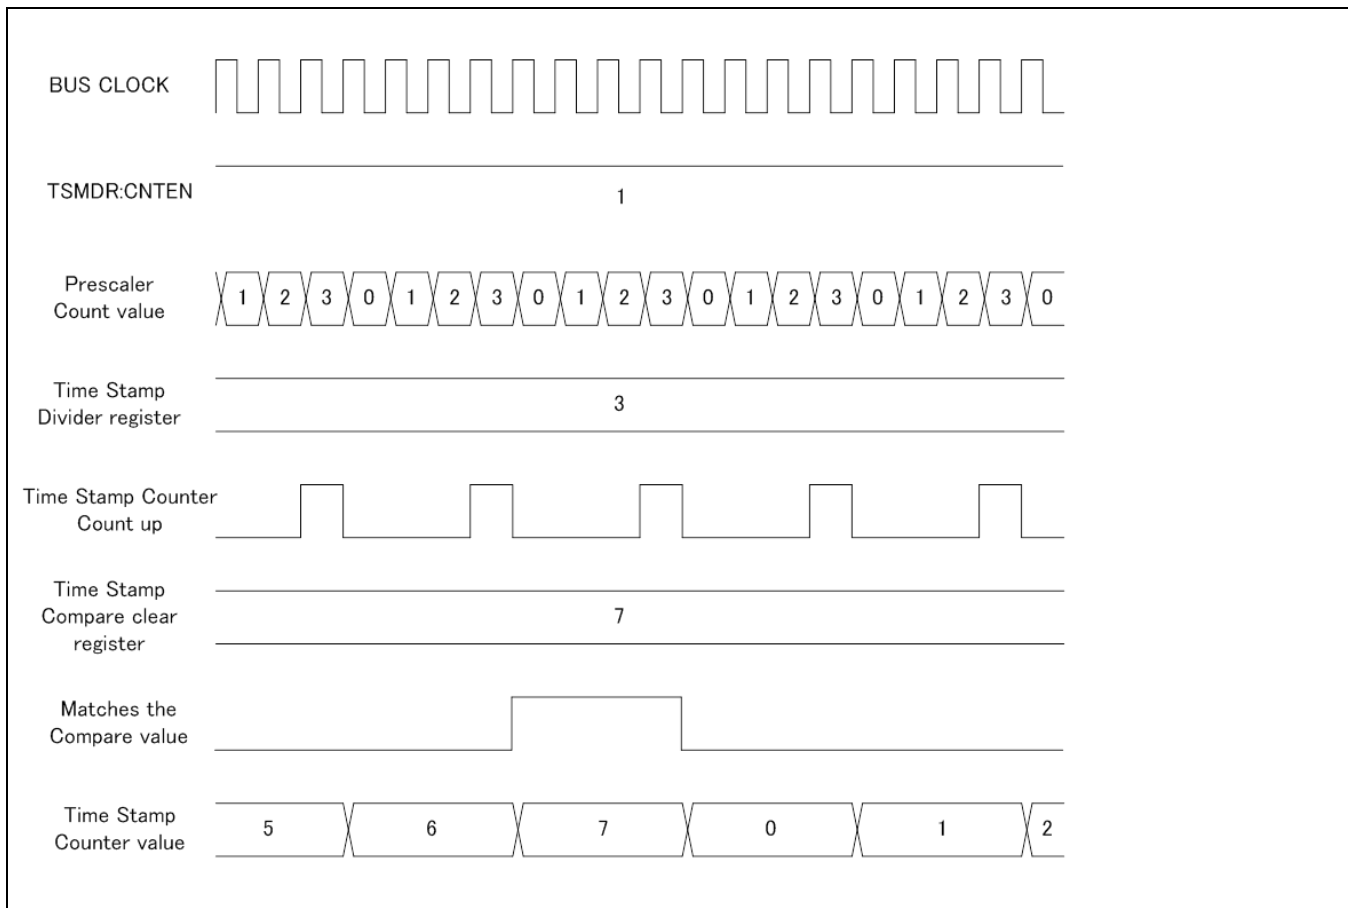 BUS CLOCK
TSMDR:CNTEN
1
Prescaler
Count value
1 2 3 0 1 2 3 0 1 2 3 0 1 2 3 0 1 2 3 0
Time Stamp
Divider register
3
Time Stamp Counter
Count up
Time Stamp
Compare clear
register
7
Matches the
Compare value
Time Stamp
Counter value
5 6 7 0 1 2